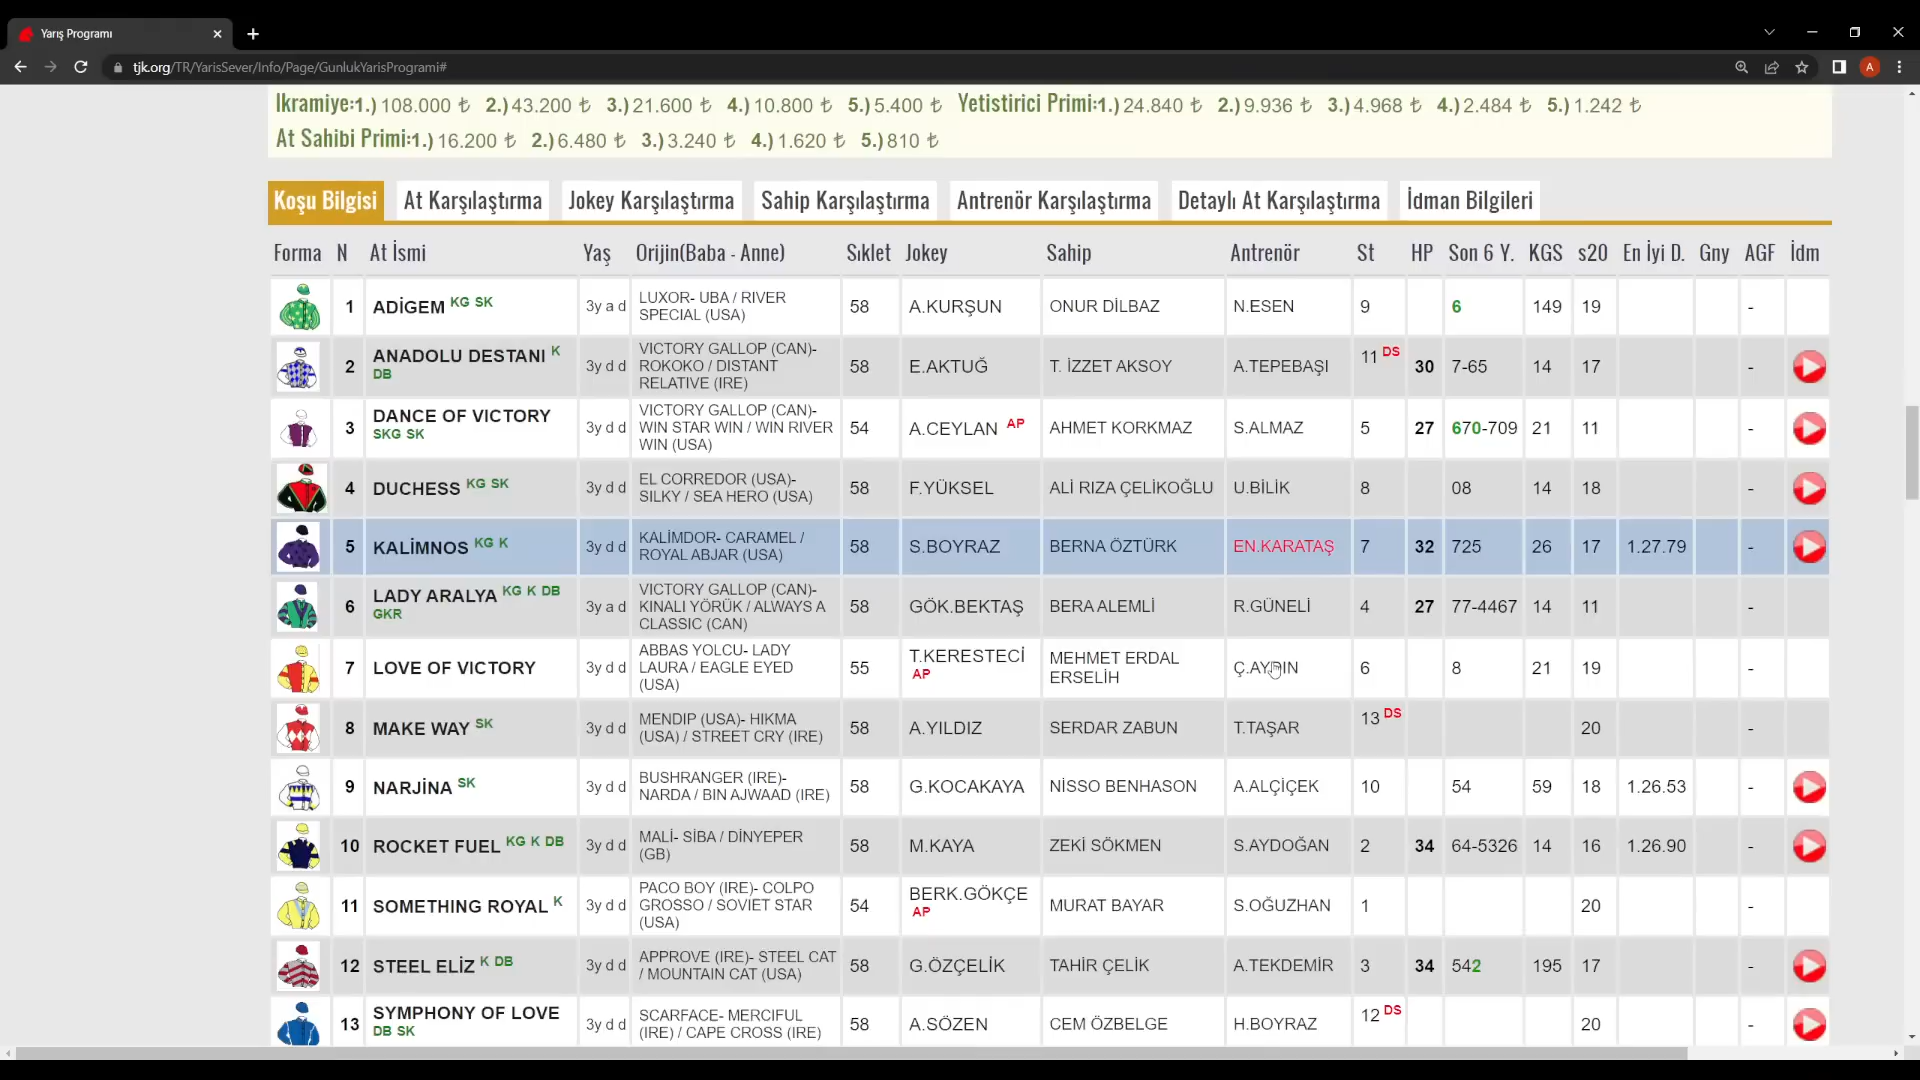 Yarış Programı
tjk.org/TR/YarisSever/Info/Page/GunlukYarisProgrami#
A
İkramiye:1.) 108.000 ₺ 2.) 43.200 ₺ 3.) 21.600 ₺ 4.) 10.800 ₺ 5.) 5.400 ₺ Yetistirici Primi:1.) 24.840 ₺ 2.) 9.936 ₺ 3.) 4.968 ₺ 4.) 2.484 ₺ 5.) 1.242 ₺
At Sahibi Primi:1.) 16.200 ₺ 2.) 6.480 ₺ 3.) 3.240 ₺ 4.) 1.620 ₺ 5.) 810 ₺
Koşu Bilgisi At Karşılaştırma Jokey Karşılaştırma Sahip Karşılaştırma Antrenör Karşılaştırma Detaylı At Karşılaştırma İdman Bilgileri
Forma N At İsmi Yaş Orijin(Baba - Anne) Sıklet Jokey Sahip Antrenör St HP Son 6 Y. KGS s20 En İyi D. Gny AGF İdm
1 ADİGEM KG SK 3y a d LUXOR- UBA / RIVER SPECIAL (USA) 58 A.KURŞUN ONUR DİLBAZ N.ESEN 9 6 149 19 -
2 ANADOLU DESTANI K DB 3y d d VICTORY GALLOP (CAN)- ROKOKO / DISTANT RELATIVE (IRE) 58 E.AKTUĞ T. İZZET AKSOY A.TEPEBAŞI 11 DS 30 7-65 14 17 -
3 DANCE OF VICTORY SKG SK 3y d d VICTORY GALLOP (CAN)- WIN STAR WIN / WIN RIVER WIN (USA) 54 A.CEYLAN AP AHMET KORKMAZ S.ALMAZ 5 27 670-709 21 11 -
4 DUCHESS KG SK 3y d d EL CORREDOR (USA)- SILKY / SEA HERO (USA) 58 F.YÜKSEL ALİ RIZA ÇELİKOĞLU U.BİLİK 8 08 14 18 -
5 KALİMNOS KG K 3y d d KALİMDOR- CARAMEL / ROYAL ABJAR (USA) 58 S.BOYRAZ BERNA ÖZTÜRK EN.KARATAŞ 7 32 725 26 17 1.27.79 -
6 LADY ARALYA KG K DB GKR 3y a d VICTORY GALLOP (CAN)- KINALI YÖRÜK / ALWAYS A CLASSIC (CAN) 58 GÖK.BEKTAŞ BERA ALEMLİ R.GÜNELİ 4 27 77-4467 14 11 -
7 LOVE OF VICTORY 3y d d ABBAS YOLCU- LADY LAURA / EAGLE EYED (USA) 55 T.KERESTECİ AP MEHMET ERDAL ERSELİH Ç.AYDIN 6 8 21 19 -
8 MAKE WAY SK 3y d d MENDIP (USA)- HIKMA (USA) / STREET CRY (IRE) 58 A.YILDIZ SERDAR ZABUN T.TAŞAR 13 DS 20 -
9 NARJİNA SK 3y d d BUSHRANGER (IRE)- NARDA / BIN AJWAAD (IRE) 58 G.KOCAKAYA NİSSO BENHASON A.ALÇİÇEK 10 54 59 18 1.26.53 -
10 ROCKET FUEL KG K DB 3y d d MALİ- SİBA / DİNYEPER (GB) 58 M.KAYA ZEKİ SÖKMEN S.AYDOĞAN 2 34 64-5326 14 16 1.26.90 -
11 SOMETHING ROYAL K 3y d d PACO BOY (IRE)- COLPO GROSSO / SOVIET STAR (USA) 54 BERK.GÖKÇE AP MURAT BAYAR S.OĞUZHAN 1 20 -
12 STEEL ELİZ K DB 3y d d APPROVE (IRE)- STEEL CAT / MOUNTAIN CAT (USA) 58 G.ÖZÇELİK TAHİR ÇELİK A.TEKDEMİR 3 34 542 195 17 -
13 SYMPHONY OF LOVE DB SK 3y d d SCARFACE- MERCIFUL (IRE) / CAPE CROSS (IRE) 58 A.SÖZEN CEM ÖZBELGE H.BOYRAZ 12 DS 20 -